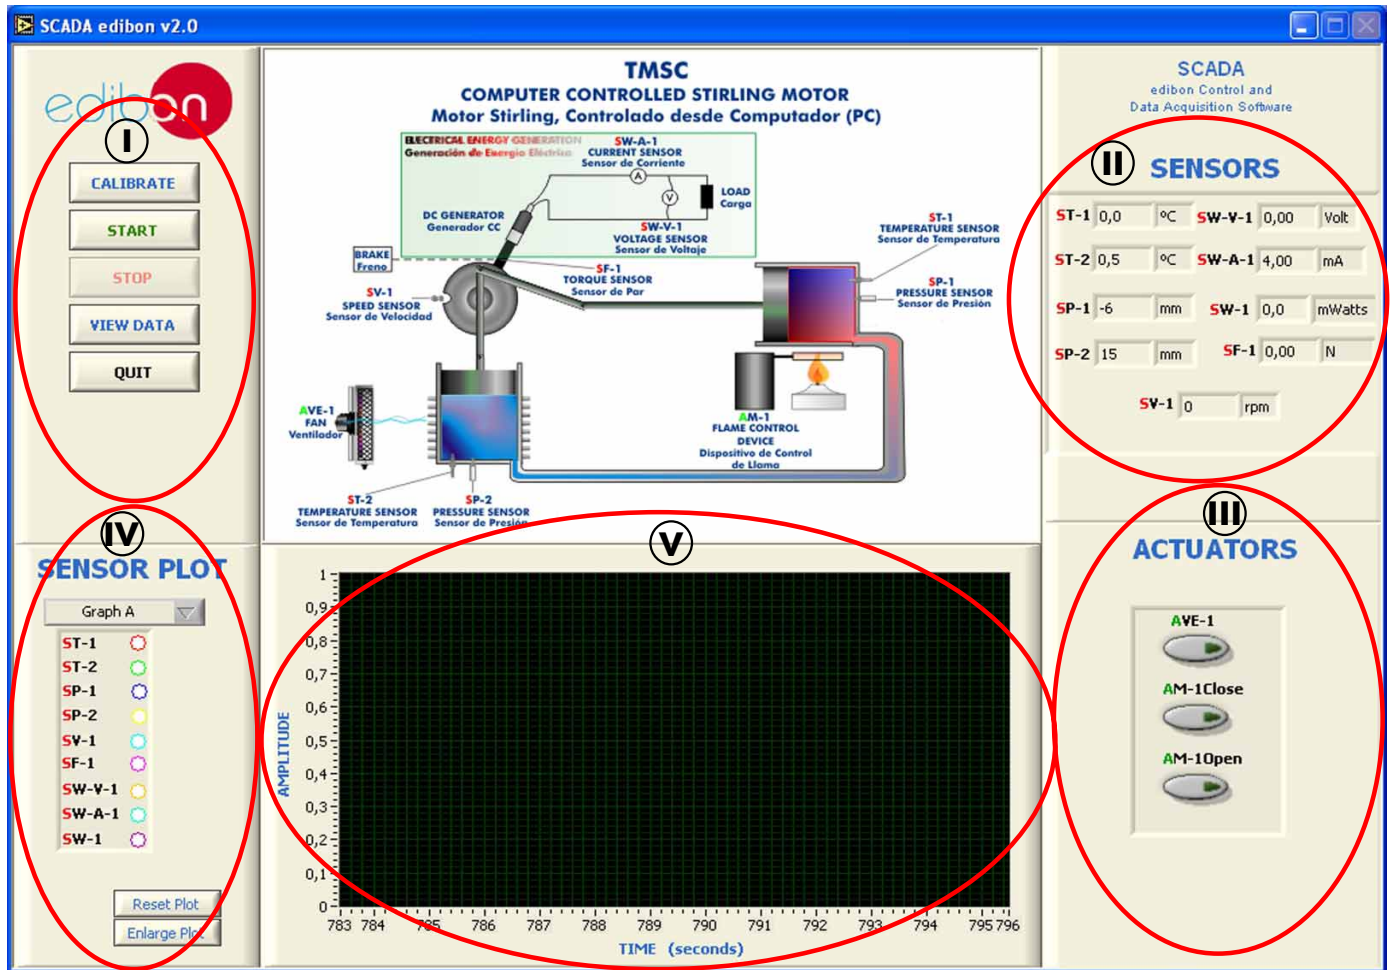 SCADA edibon v2.0
edibon
I
CALIBRATE
START
STOP
VIEW DATA
QUIT
TMSC
COMPUTER CONTROLLED STIRLING MOTOR
Motor Stirling, Controlado desde Computador (PC)
ELECTRICAL ENERGY GENERATION
Generación de Energía Eléctrica
SW-A-1
CURRENT SENSOR
Sensor de Corriente
A
V
LOAD
Carga
DC GENERATOR
Generador CC
SW-V-1
VOLTAGE SENSOR
Sensor de Voltaje
BRAKE
Freno
SF-1
TORQUE SENSOR
Sensor de Par
SV-1
SPEED SENSOR
Sensor de Velocidad
ST-1
TEMPERATURE SENSOR
Sensor de Temperatura
SP-1
PRESSURE SENSOR
Sensor de Presión
AVE-1
FAN
Ventilador
AM-1
FLAME CONTROL
DEVICE
Dispositivo de Control
de Llama
ST-2
TEMPERATURE SENSOR
Sensor de Temperatura
SP-2
PRESSURE SENSOR
Sensor de Presión
SCADA
edibon Control and
Data Acquisition Software
II
SENSORS
ST-1 0,0 ºC SW-V-1 0,00 Volt
ST-2 0,5 ºC SW-A-1 4,00 mA
SP-1 -6 mm SW-1 0,0 mWatts
SP-2 15 mm SF-1 0,00 N
SV-1 0 rpm
IV
SENSOR PLOT
Graph A
ST-1
ST-2
SP-1
SP-2
SV-1
SF-1
SW-V-1
SW-A-1
SW-1
Reset Plot
Enlarge Plot
V
AMPLITUDE
1
0,9
0,8
0,7
0,6
0,5
0,4
0,3
0,2
0,1
0
783 784 785 786 787 788 789 790 791 792 793 794 795 796
TIME (seconds)
III
ACTUATORS
AVE-1
AM-1Close
AM-1Open